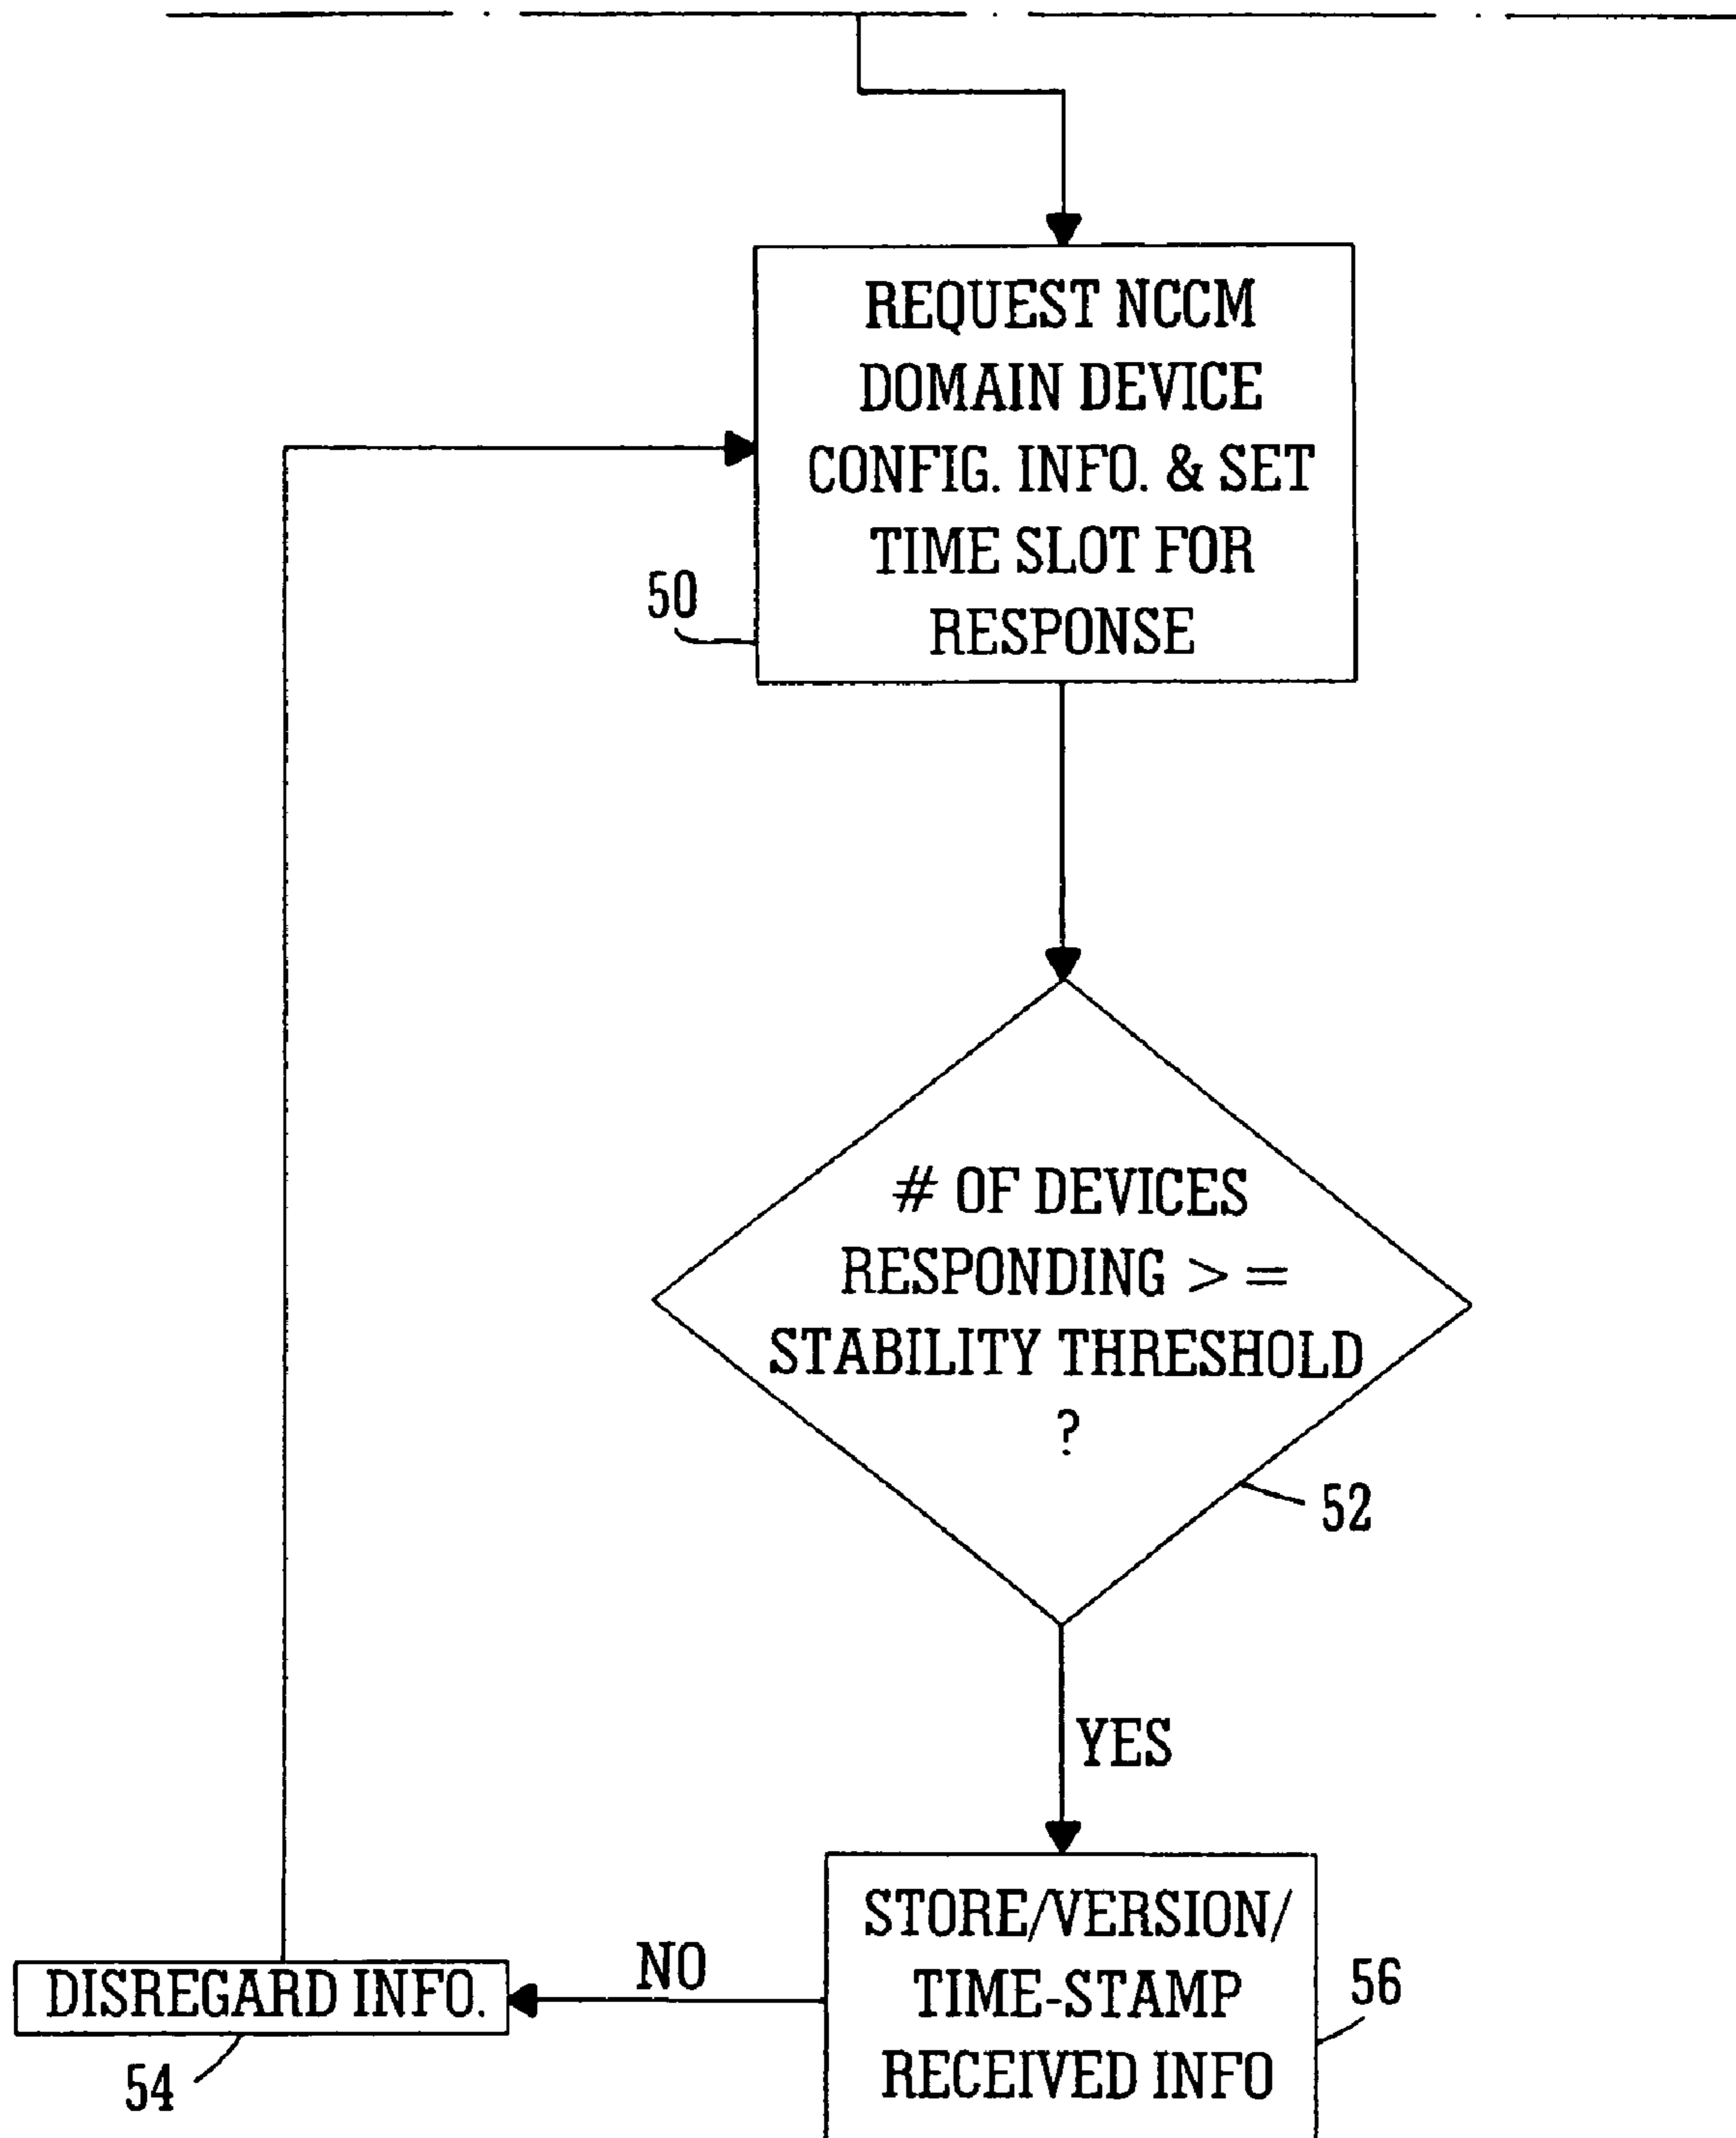 REQUEST NCCM
DOMAIN DEVICE
CONFIG. INFO. & SET
TIME SLOT FOR
RESPONSE
50
# OF DEVICES
RESPONDING > =
STABILITY THRESHOLD
?
52
YES
STORE/VERSION/
TIME-STAMP
RECEIVED INFO
56
NO
DISREGARD INFO.
54